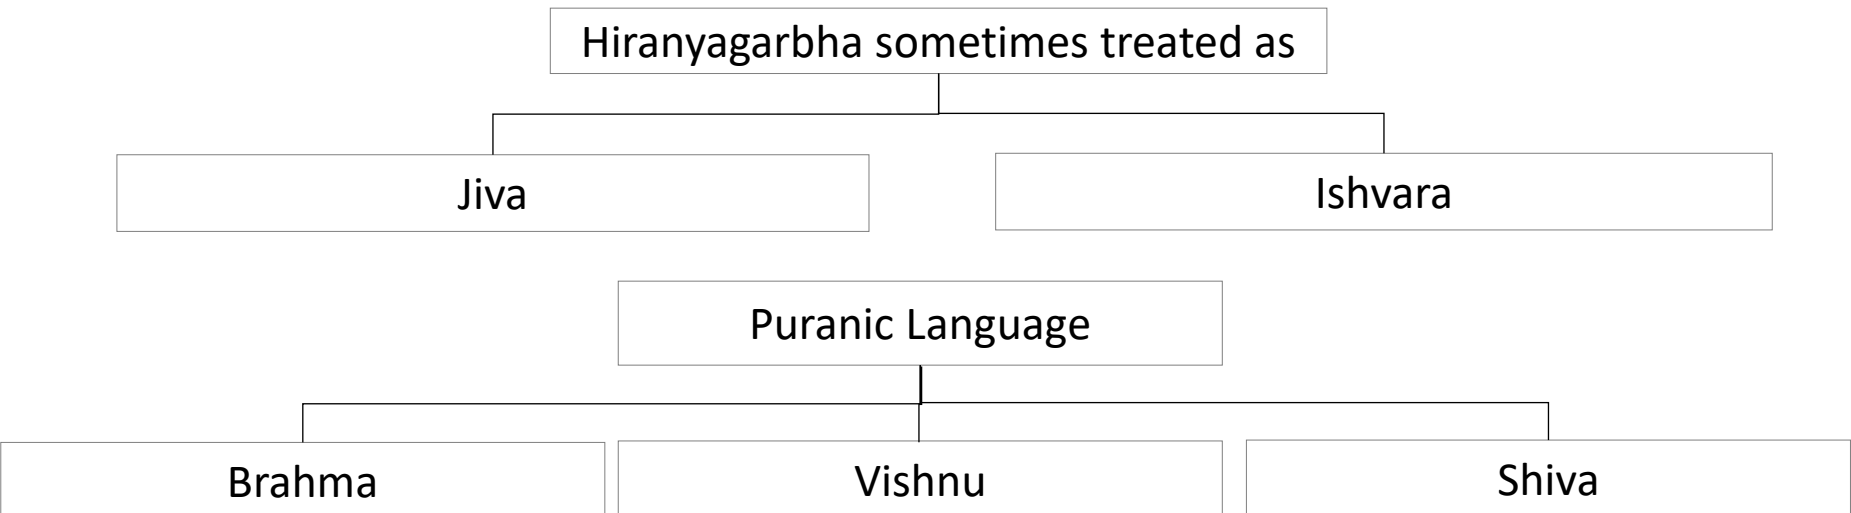 Hiranyagarbha sometimes treated as
Jiva
Ishvara
Puranic Language
Brahma
Vishnu
Shiva